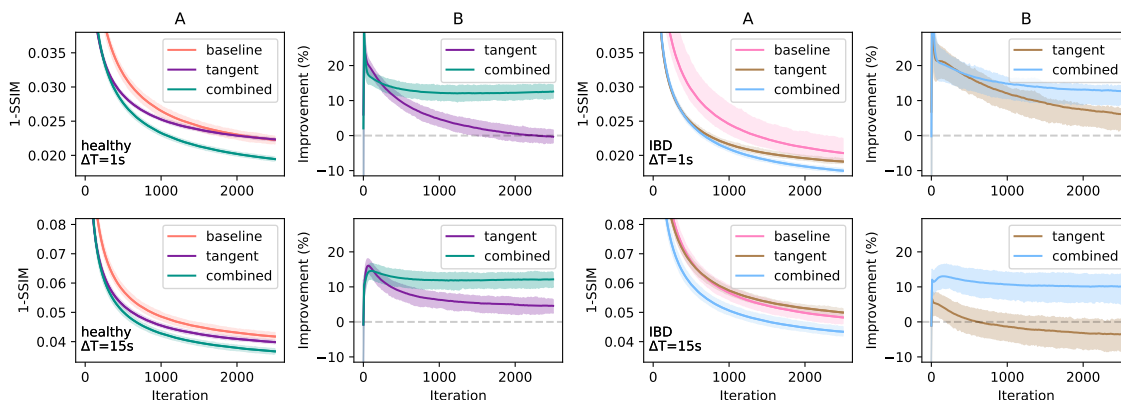 A
B
A
B
1-SSIM
0.035
0.030
0.025
0.020
baseline
tangent
combined
healthy
ΔT=1s
0
1000
2000
Improvement (%)
20
10
0
−10
tangent
combined
0
1000
2000
1-SSIM
0.035
0.030
0.025
0.020
baseline
tangent
combined
IBD
ΔT=1s
0
1000
2000
Improvement (%)
20
10
0
−10
tangent
combined
0
1000
2000
1-SSIM
0.08
0.07
0.06
0.05
0.04
baseline
tangent
combined
healthy
ΔT=15s
0
1000
2000
Iteration
Improvement (%)
20
10
0
−10
tangent
combined
0
1000
2000
Iteration
1-SSIM
0.08
0.07
0.06
0.05
0.04
baseline
tangent
combined
IBD
ΔT=15s
0
1000
2000
Iteration
Improvement (%)
20
10
0
−10
tangent
combined
0
1000
2000
Iteration